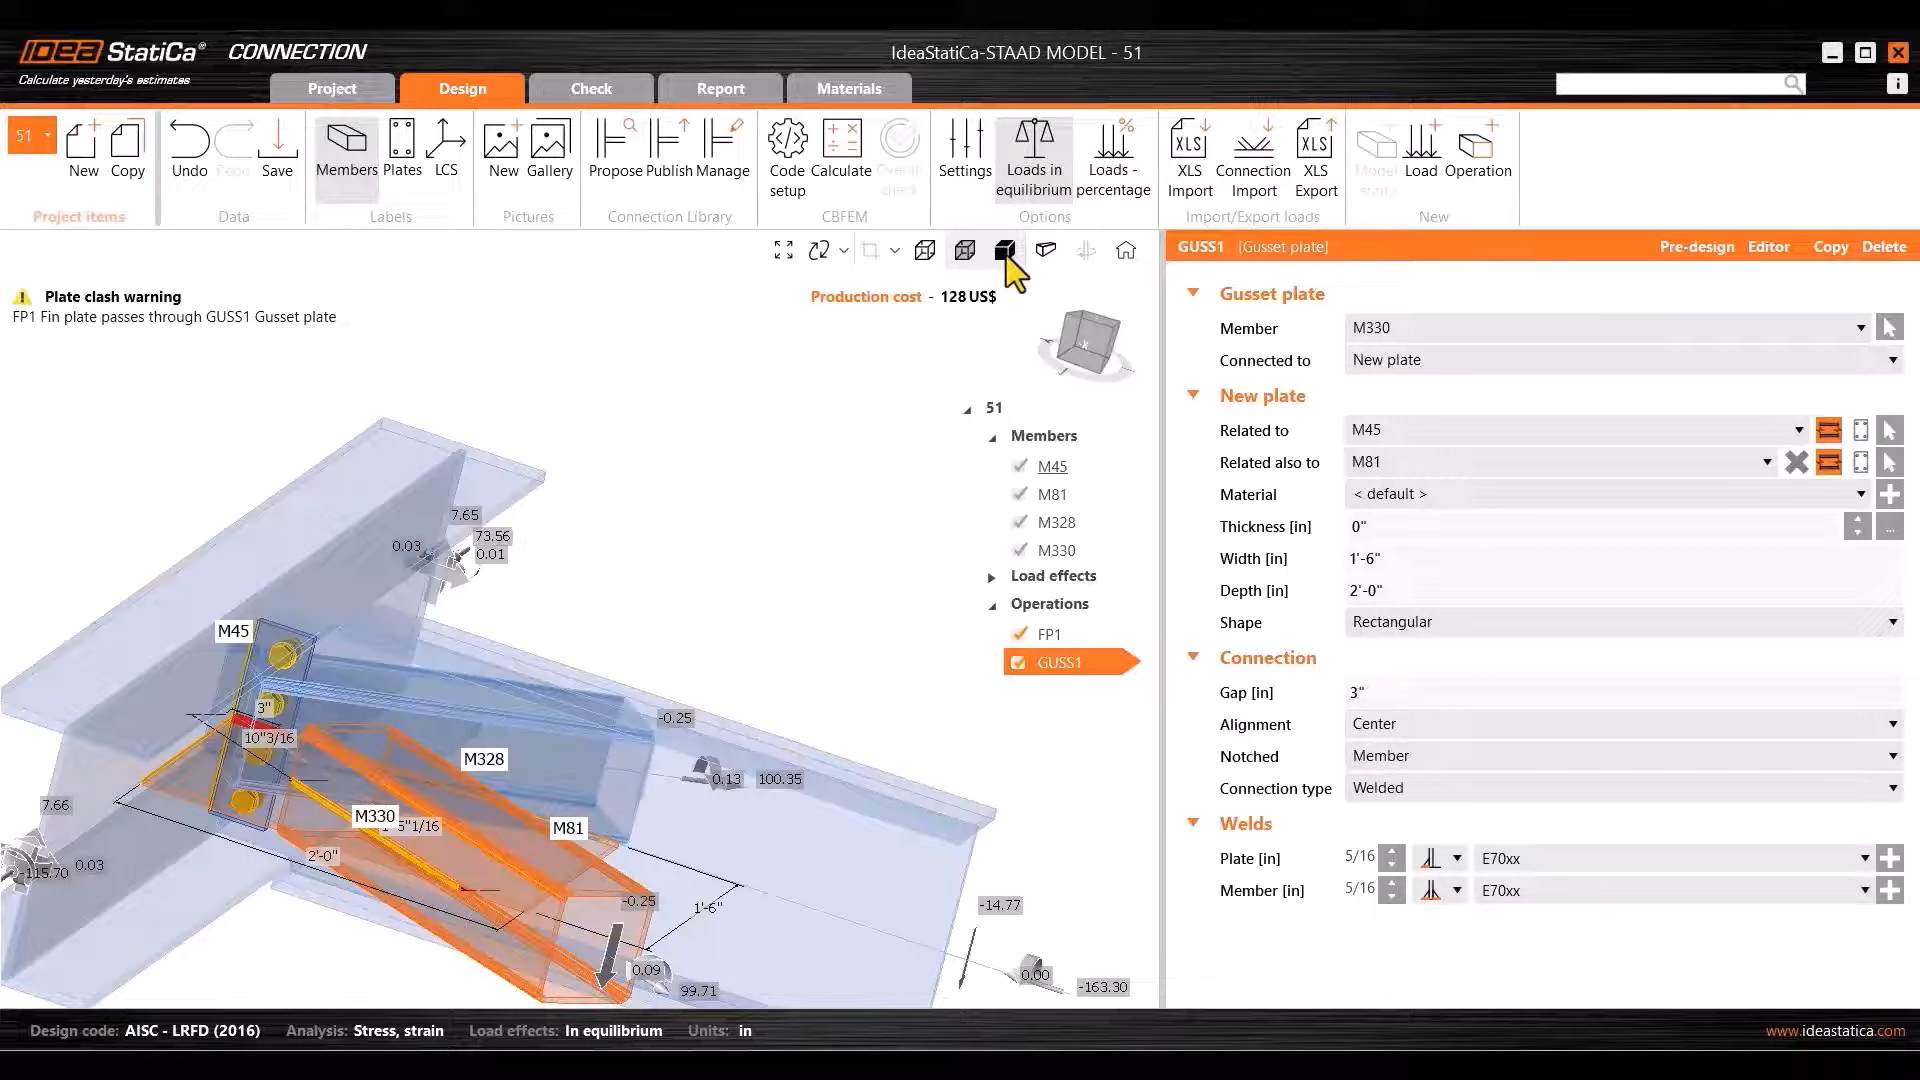 IDEA StatiCa® CONNECTION
Calculate yesterday's estimates
IdeaStatiCa-STAAD MODEL - 51
Project Design Check Report Materials
i
51 New Copy Undo Redo Save Members Plates LCS New Gallery Propose Publish Manage Code setup Calculate Overall check Settings Loads in equilibrium Loads - percentage XLS Import Connection Import XLS Export Model entity Load Operation
Project items Data Labels Pictures Connection Library CBFEM Options Import/Export loads New
Plate clash warning
FP1 Fin plate passes through GUSS1 Gusset plate
Production cost - 128 US$
-X
51
Members
M45
M81
M328
M330
Load effects
Operations
FP1
GUSS1
7.65
0.03
73.56
0.01
M45
3"
10"3/16
-0.25
M328
0.13
100.35
7.66
M330
5"1/16
M81
2'-0"
0.03
-115.70
-0.25
1'-6"
-14.77
0.09
99.71
0.00
-163.30
GUSS1 [Gusset plate] Pre-design Editor Copy Delete
Gusset plate
Member M330
Connected to New plate
New plate
Related to M45
Related also to M81
Material < default >
Thickness [in] 0"
...
Width [in] 1'-6"
Depth [in] 2'-0"
Shape Rectangular
Connection
Gap [in] 3"
Alignment Center
Notched Member
Connection type Welded
Welds
Plate [in] 5/16 E70xx
Member [in] 5/16 E70xx
Design code: AISC - LRFD (2016) Analysis: Stress, strain Load effects: In equilibrium Units: in
www.ideastatica.com